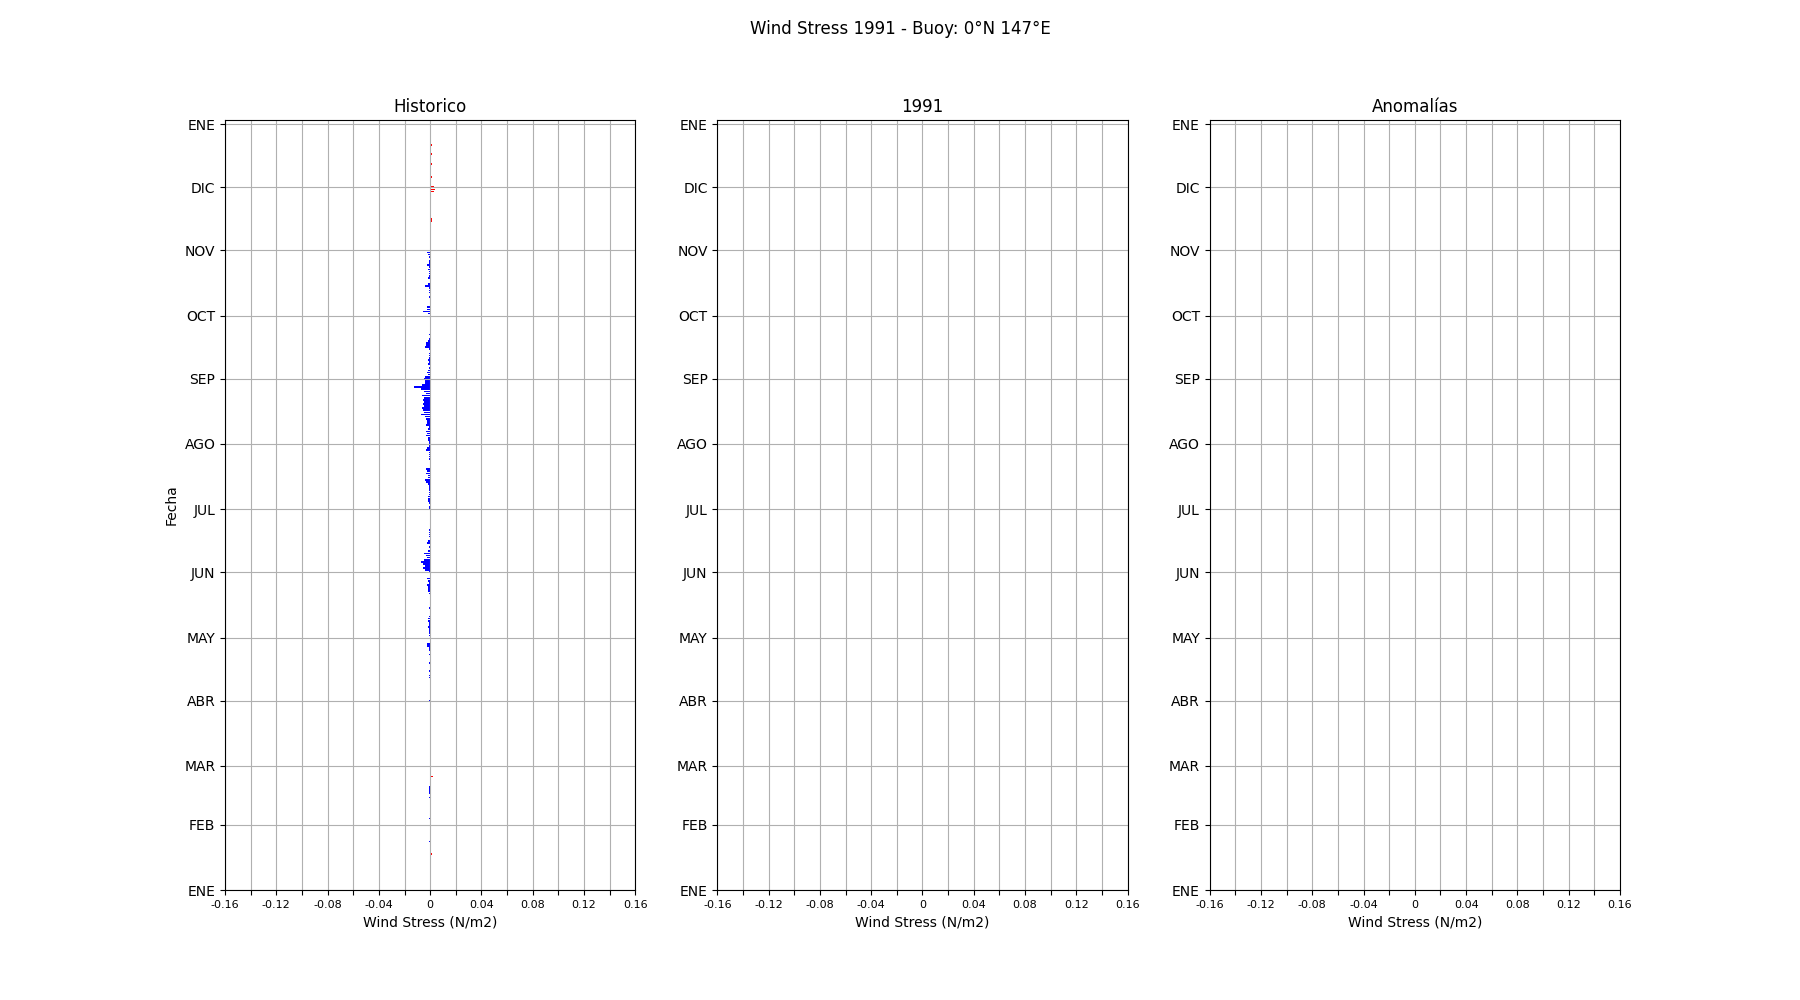 Wind Stress 1991 - Buoy: 0°N 147°E
Historico
1991
Anomalías
ENE
DIC
NOV
OCT
SEP
AGO
JUL
JUN
MAY
ABR
MAR
FEB
ENE
Fecha
-0.16 -0.12 -0.08 -0.04 0 0.04 0.08 0.12 0.16
Wind Stress (N/m2)
ENE
DIC
NOV
OCT
SEP
AGO
JUL
JUN
MAY
ABR
MAR
FEB
ENE
-0.16 -0.12 -0.08 -0.04 0 0.04 0.08 0.12 0.16
Wind Stress (N/m2)
ENE
DIC
NOV
OCT
SEP
AGO
JUL
JUN
MAY
ABR
MAR
FEB
ENE
-0.16 -0.12 -0.08 -0.04 0 0.04 0.08 0.12 0.16
Wind Stress (N/m2)